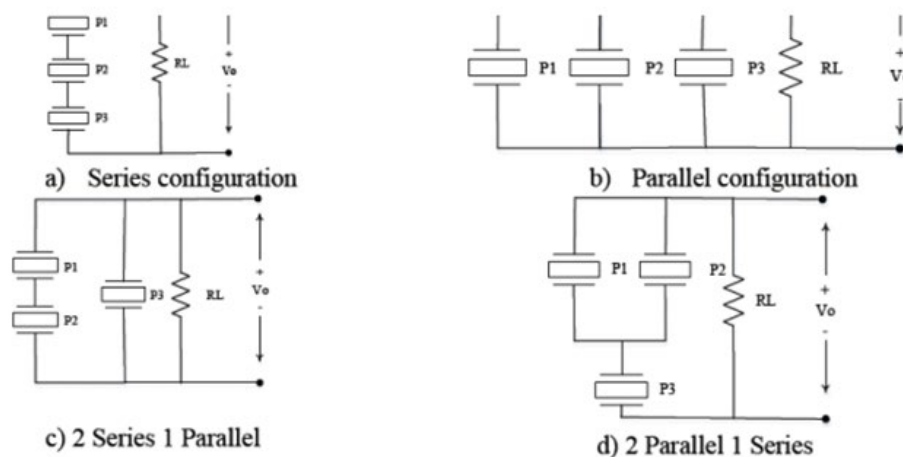 P1
P2
P3
RL
+
Vo
-
a) Series configuration
P1
P2
P3
RL
+
-
b) Parallel configuration
P1
P2
P3
RL
+
Vo
-
c) 2 Series 1 Parallel
P1
P2
P3
RL
+
Vo
-
d) 2 Parallel 1 Series